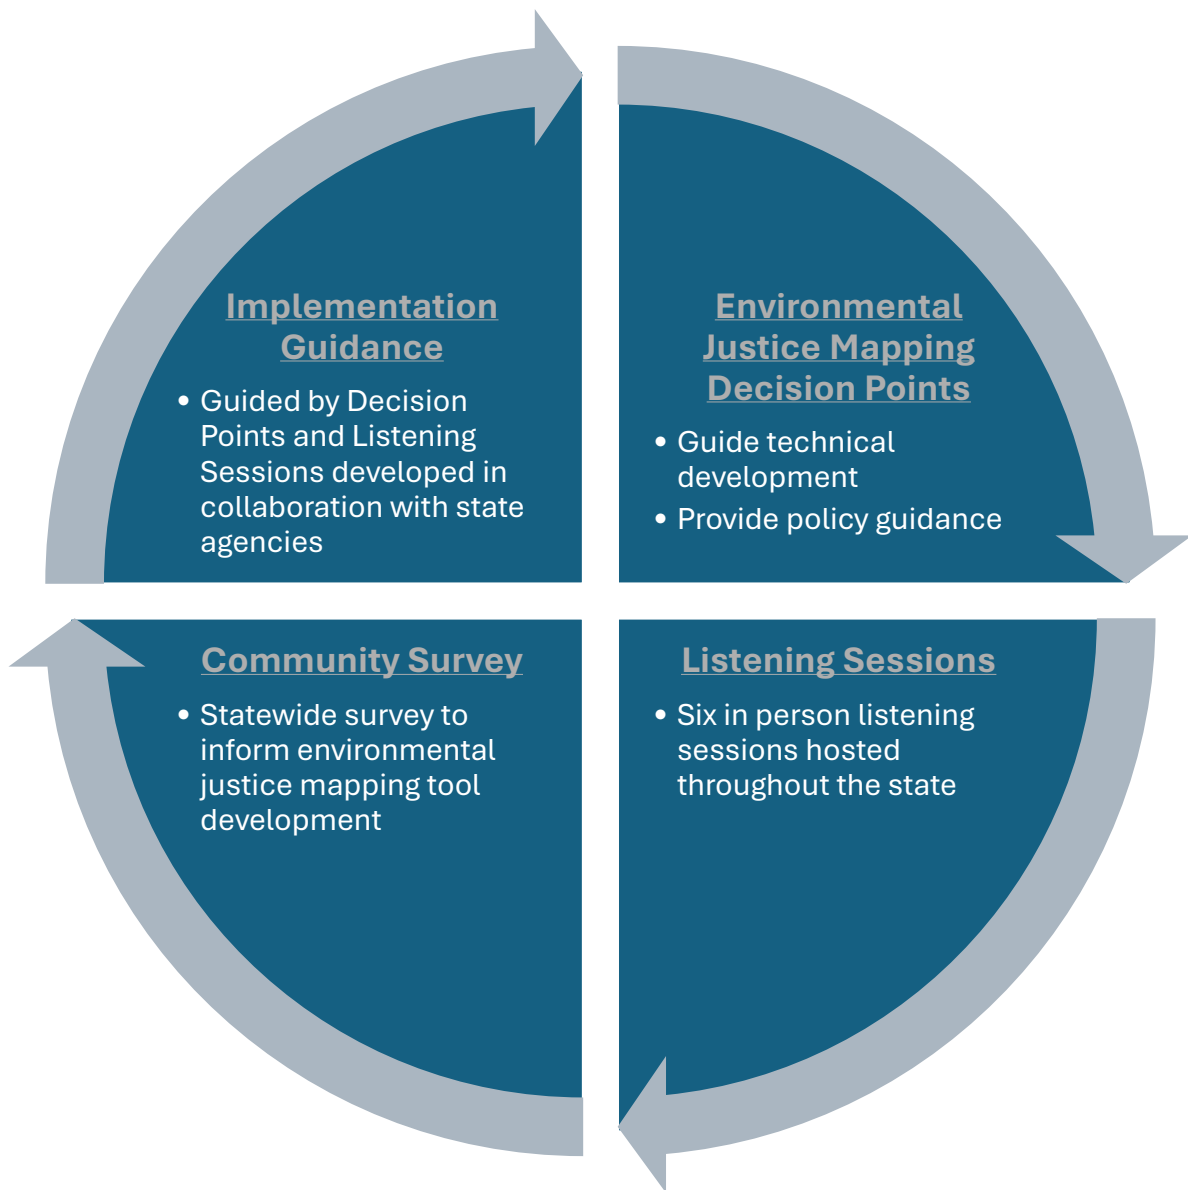 Implementation
Guidance
• Guided by Decision
Points and Listening
Sessions developed in
collaboration with state
agencies
Environmental
Justice Mapping
Decision Points
• Guide technical
development
• Provide policy guidance
Community Survey
• Statewide survey to
inform environmental
justice mapping tool
development
Listening Sessions
• Six in person listening
sessions hosted
throughout the state